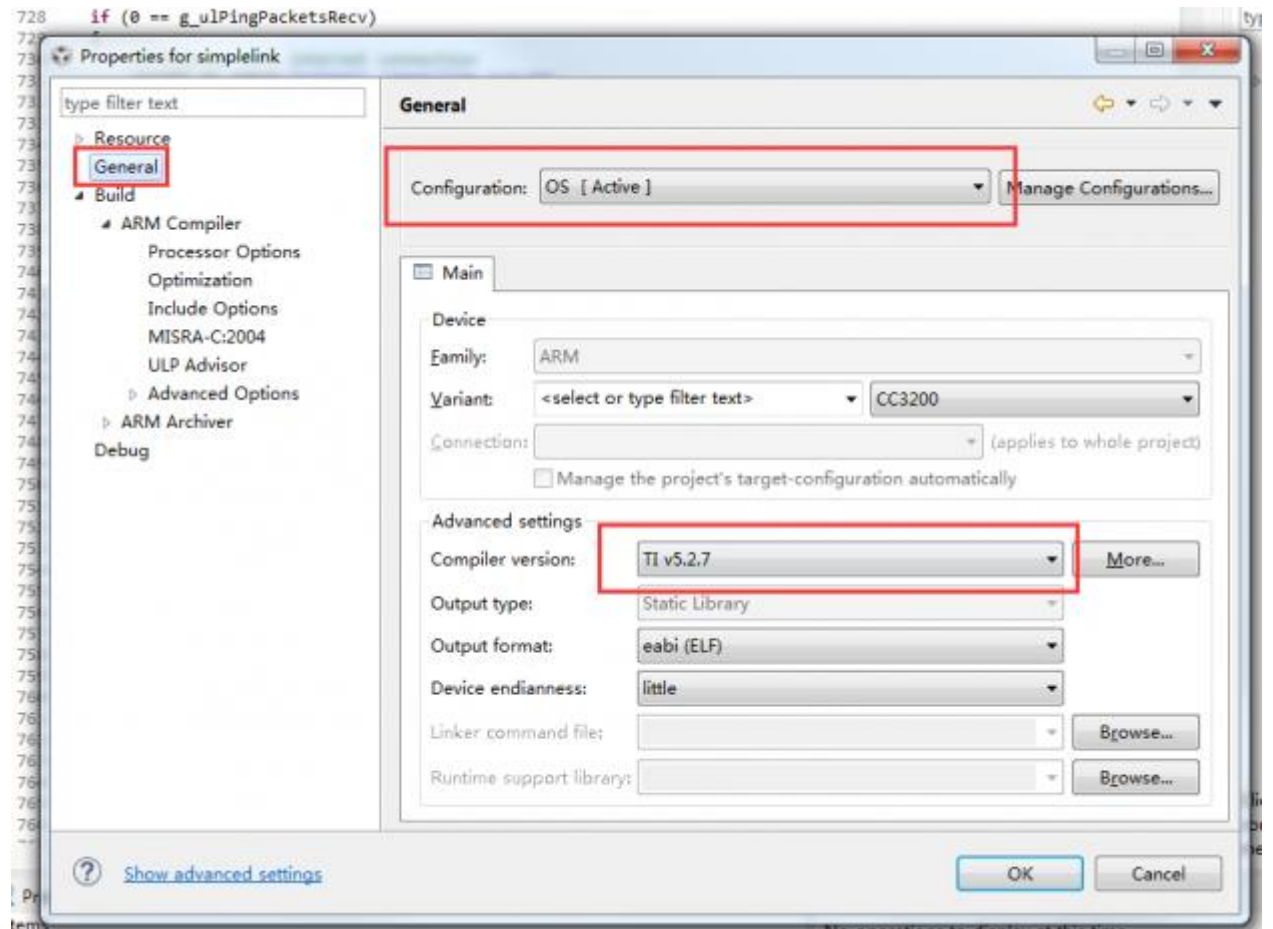 728 if (0 == g_ulPingPacketsRecv)
Properties for simplelink
type filter text
General
Resource
General
Build
ARM Compiler
Processor Options
Optimization
Include Options
MISRA-C:2004
ULP Advisor
Advanced Options
ARM Archiver
Debug
Configuration: OS [ Active ] Manage Configurations...
Main
Device
Family: ARM
Variant: <select or type filter text> CC3200
Connection: (applies to whole project)
Manage the project's target-configuration automatically
Advanced settings
Compiler version: TI v5.2.7 More...
Output type: Static Library
Output format: eabi (ELF)
Device endianness: little
Linker command file: Browse...
Runtime support library: Browse...
? Show advanced settings OK Cancel